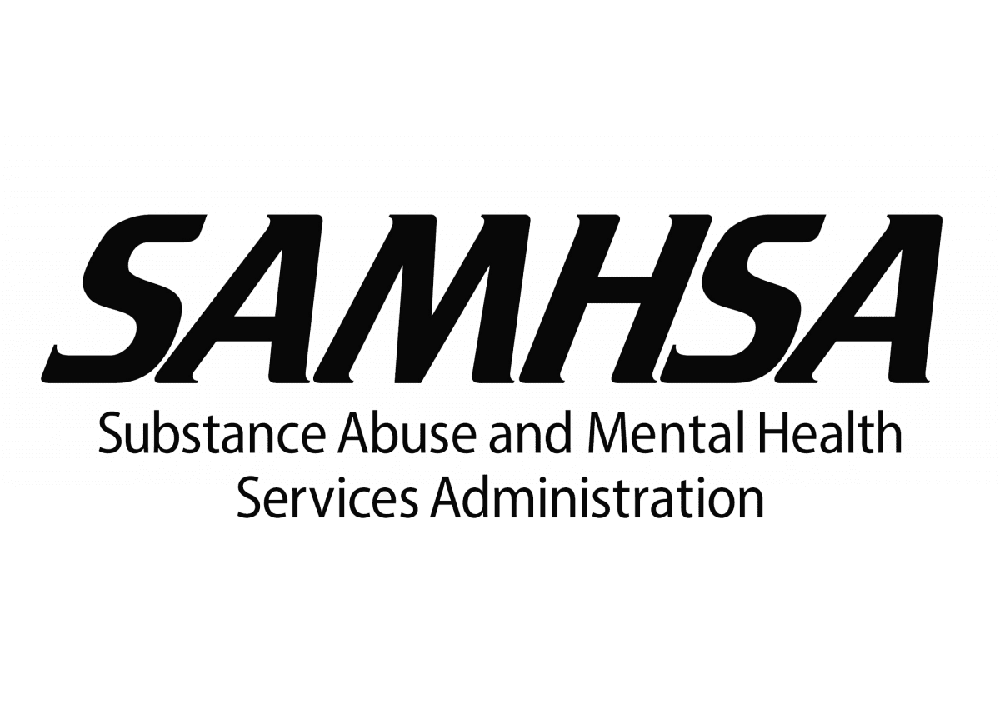 SAMHSA
Substance Abuse and Mental Health
Services Administration